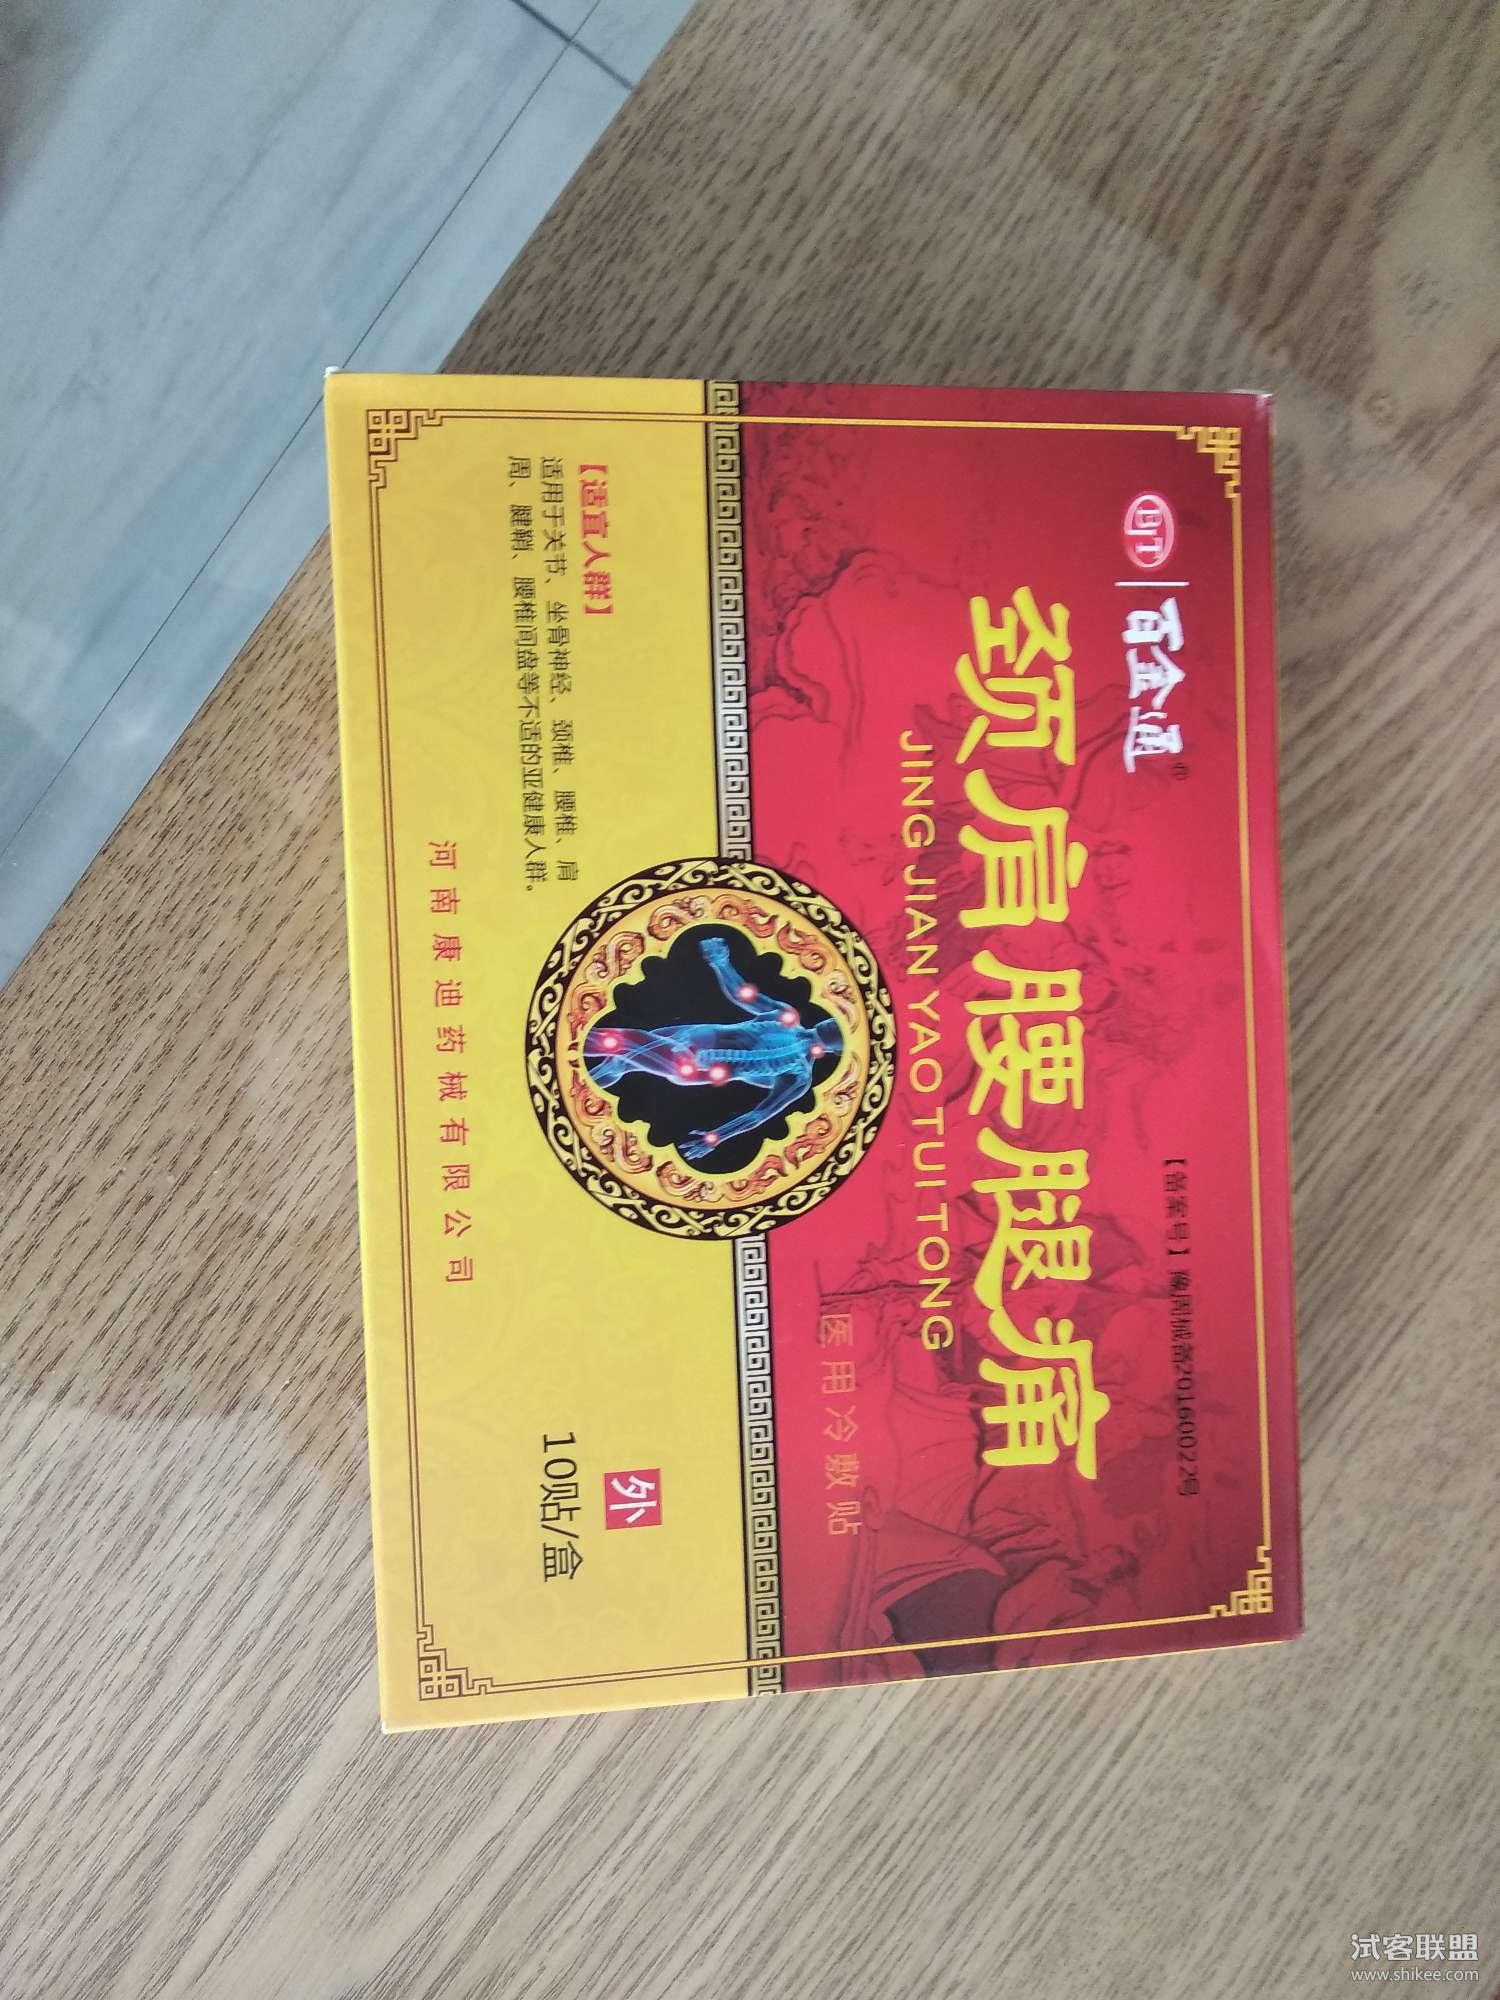 BJT
百金通®
【备案号】豫周械备20160022号
颈肩腰腿痛
JING JIAN YAO TUI TONG
医用冷敷贴
【适宜人群】
适用于关节、坐骨神经、颈椎、腰椎、肩
周、腱鞘、腰椎间盘等不适的亚健康人群。
外
10贴/盒
河南康迪药械有限公司
试客联盟
www.shikee.com